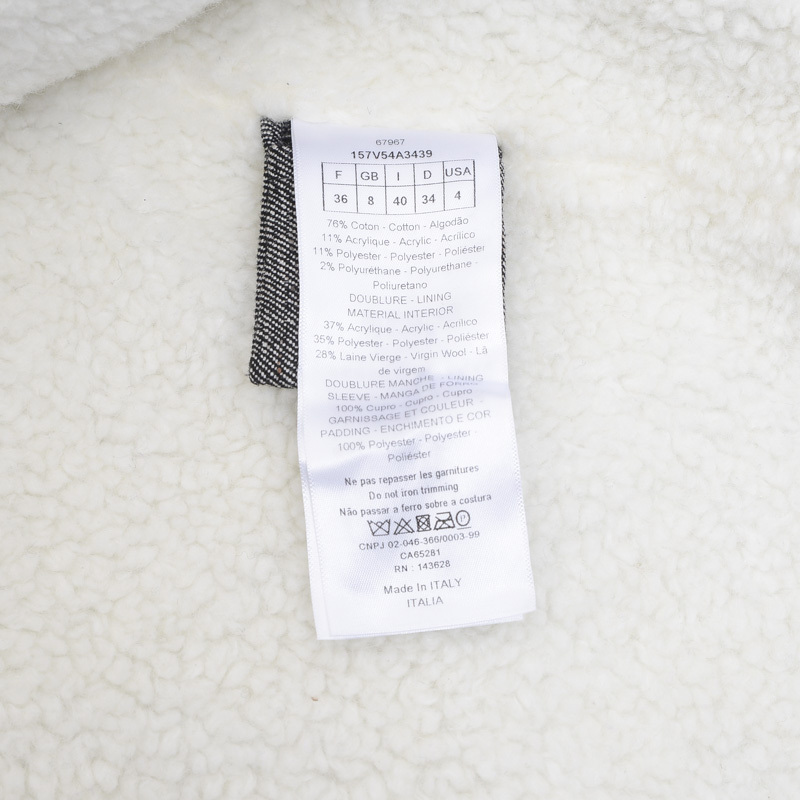 67967
157V54A3439
F GB I D USA
36 8 40 34 4
76% Coton - Cotton - Algodão
11% Acrylique - Acrylic - Acrílico
11% Polyester - Polyester - Poliéster
2% Polyuréthane - Polyurethane -
Poliuretano
DOUBLURE - LINING
MATERIAL INTERIOR
37% Acrylique - Acrylic - Acrílico
35% Polyester - Polyester - Poliéster
28% Laine Vierge - Virgin Wool - Lã
de virgem
DOUBLURE MANCHE - LINING
SLEEVE - MANGA DE FORRO
100% Cupro - Cupro - Cupro
GARNISSAGE ET COULEUR -
PADDING - ENCHIMENTO E COR
100% Polyester - Polyester -
Poliéster
Ne pas repasser les garnitures
Do not iron trimming
Não passar a ferro sobre a costura
P
CNPJ 02-046-366/0003-99
CA65281
RN : 143628
Made In ITALY
ITALIA